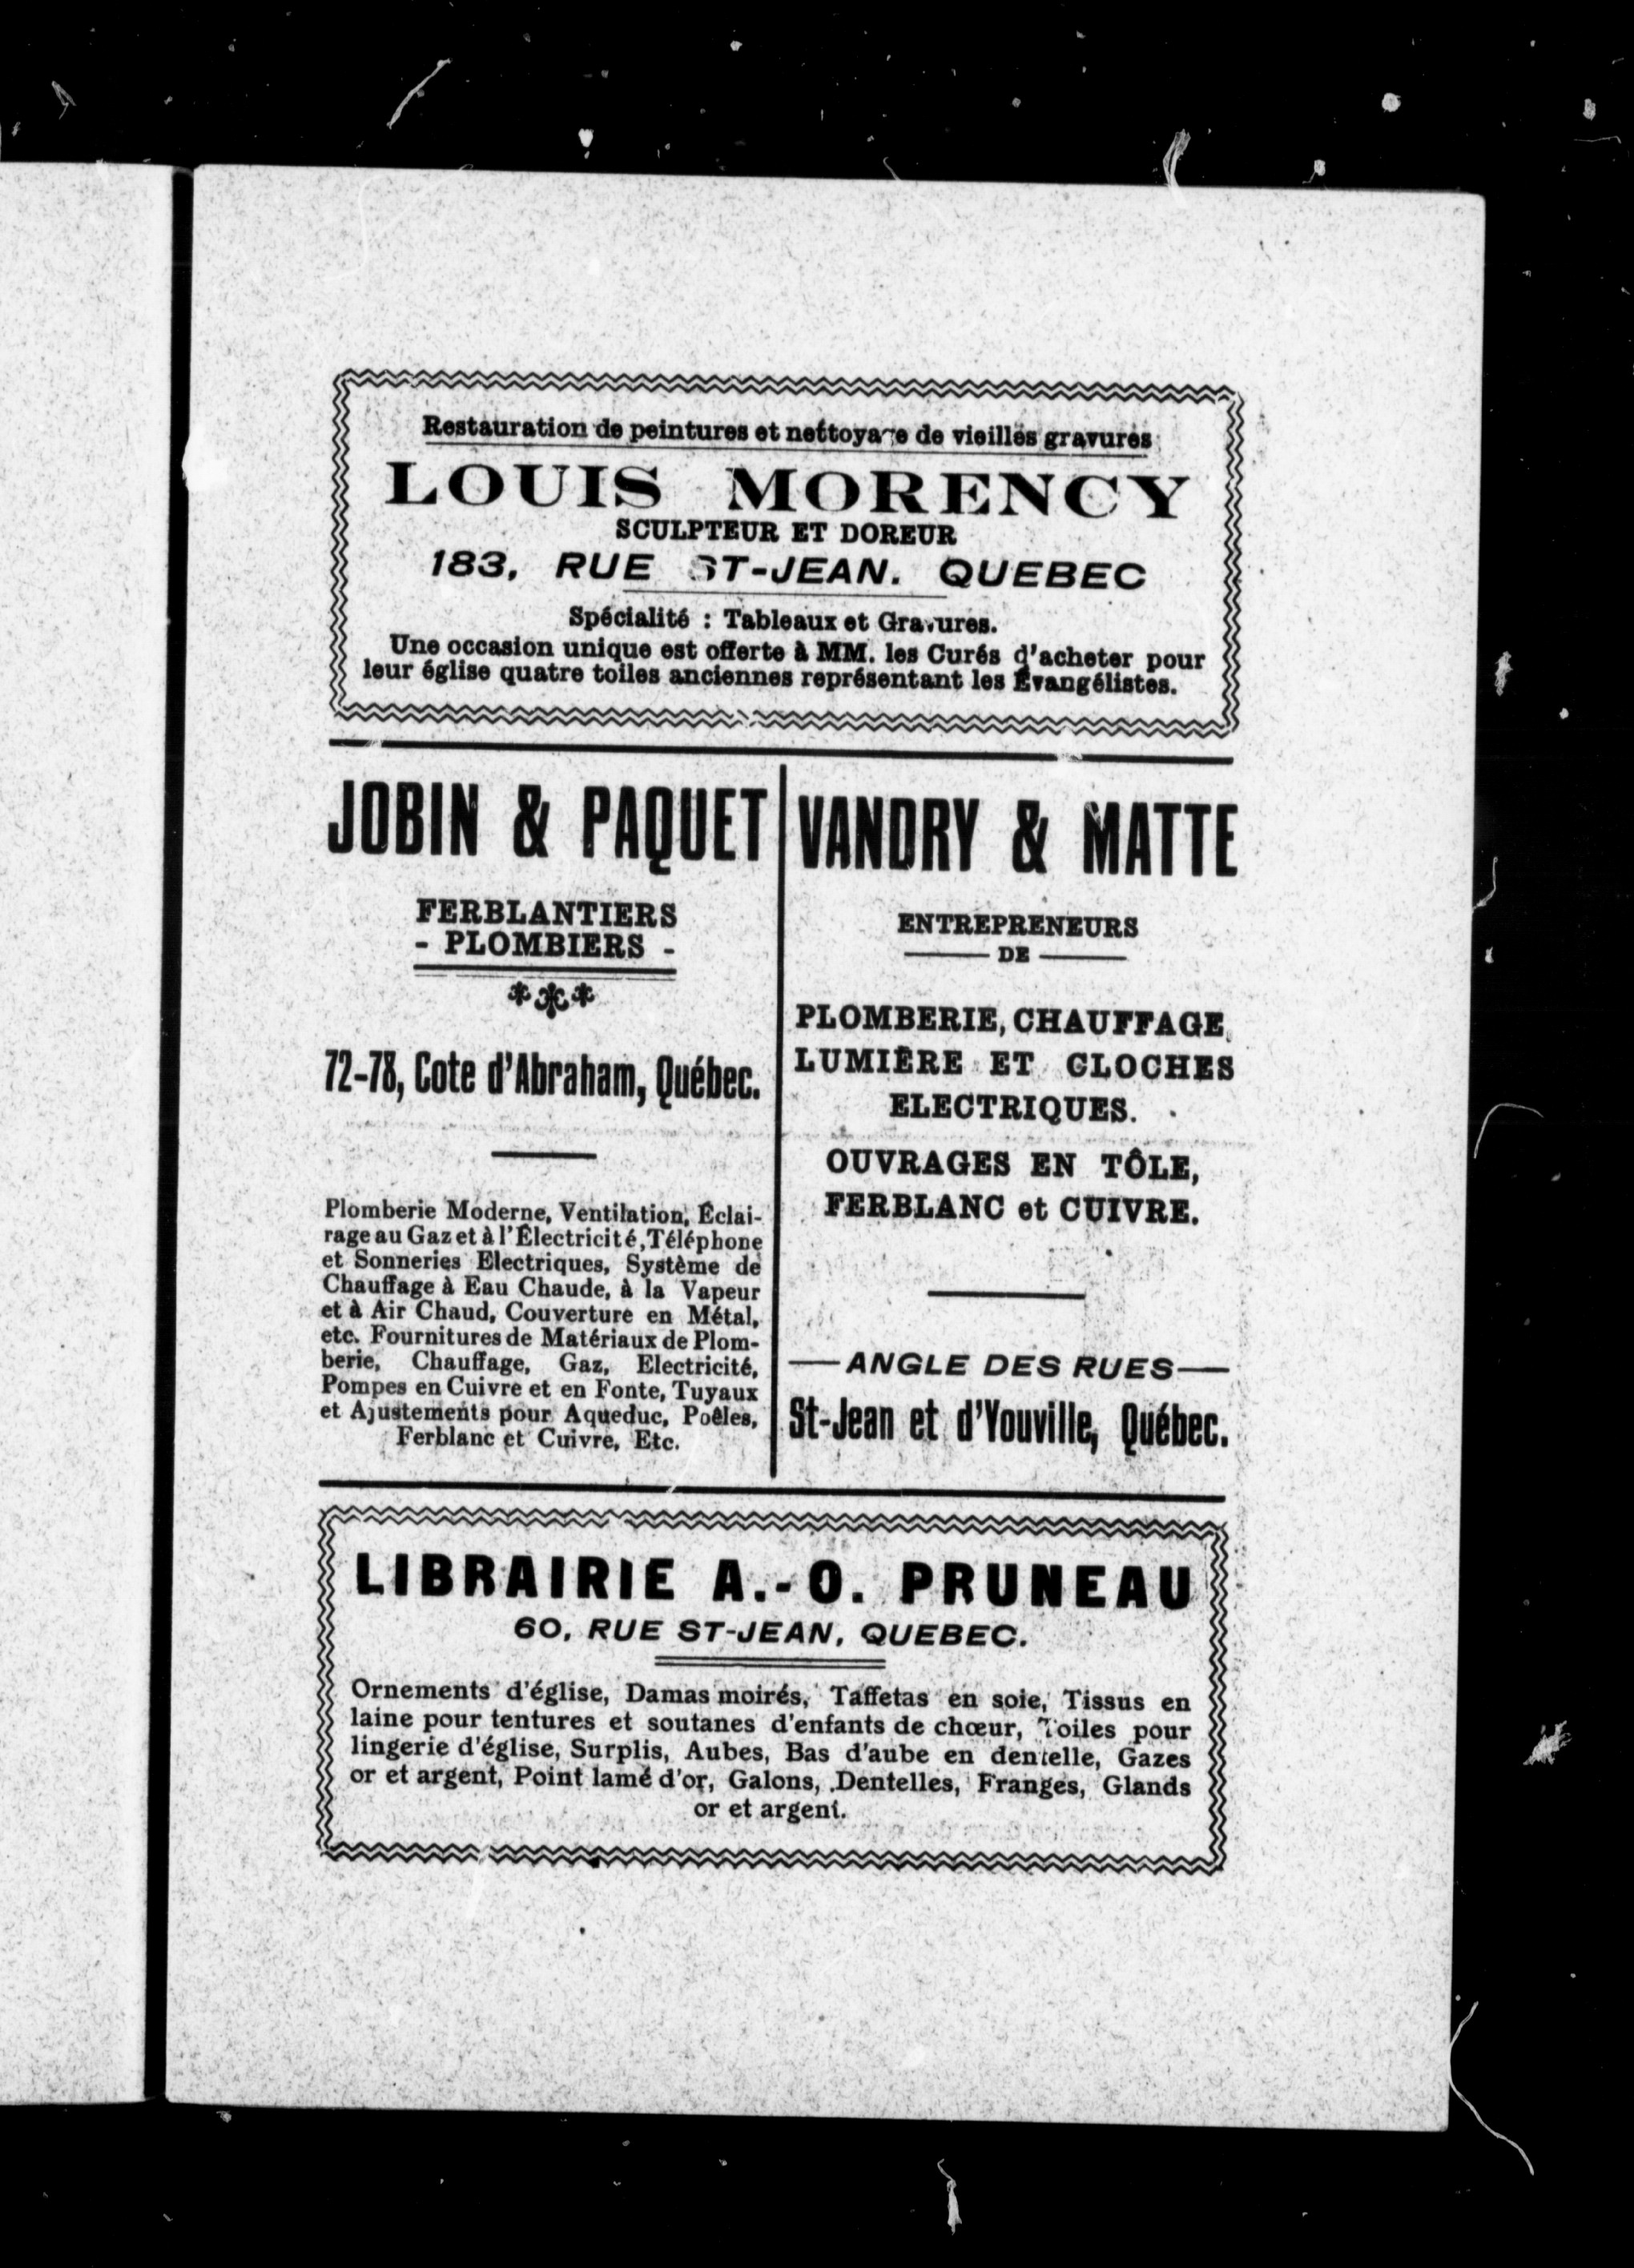 Restauration de peintures et nettoyage de vieilles gravures
LOUIS MORENCY
SCULPTEUR ET DOREUR
183, RUE ST-JEAN. QUEBEC
Spécialité : Tableaux et Gravures.
Une occasion unique est offerte à MM. les Curés d'acheter pour
leur église quatre toiles anciennes représentant les Évangélistes.
JOBIN & PAQUET
FERBLANTIERS
- PLOMBIERS -
72-78, Cote d'Abraham, Québec.
Plomberie Moderne, Ventilation, Éclai-
rage au Gaz et à l'Électricité, Téléphone
et Sonneries Electriques, Système de
Chauffage à Eau Chaude, à la Vapeur
et à Air Chaud, Couverture en Métal,
etc. Fournitures de Matériaux de Plom-
berie, Chauffage, Gaz, Electricité,
Pompes en Cuivre et en Fonte, Tuyaux
et Ajustements pour Aqueduc, Poêles,
Ferblanc et Cuivre, Etc.
VANDRY & MATTE
ENTREPRENEURS
DE
PLOMBERIE, CHAUFFAGE,
LUMIÈRE ET CLOCHES
ELECTRIQUES.
OUVRAGES EN TÔLE,
FERBLANC et CUIVRE.
— ANGLE DES RUES —
St-Jean et d'Youville, Québec.
LIBRAIRIE A.-O. PRUNEAU
60, RUE ST-JEAN, QUEBEC.
Ornements d'église, Damas moirés, Taffetas en soie, Tissus en
laine pour tentures et soutanes d'enfants de chœur, Toiles pour
lingerie d'église, Surplis, Aubes, Bas d'aube en dentelle, Gazes
or et argent, Point lamé d'or, Galons, Dentelles, Franges, Glands
or et argent.